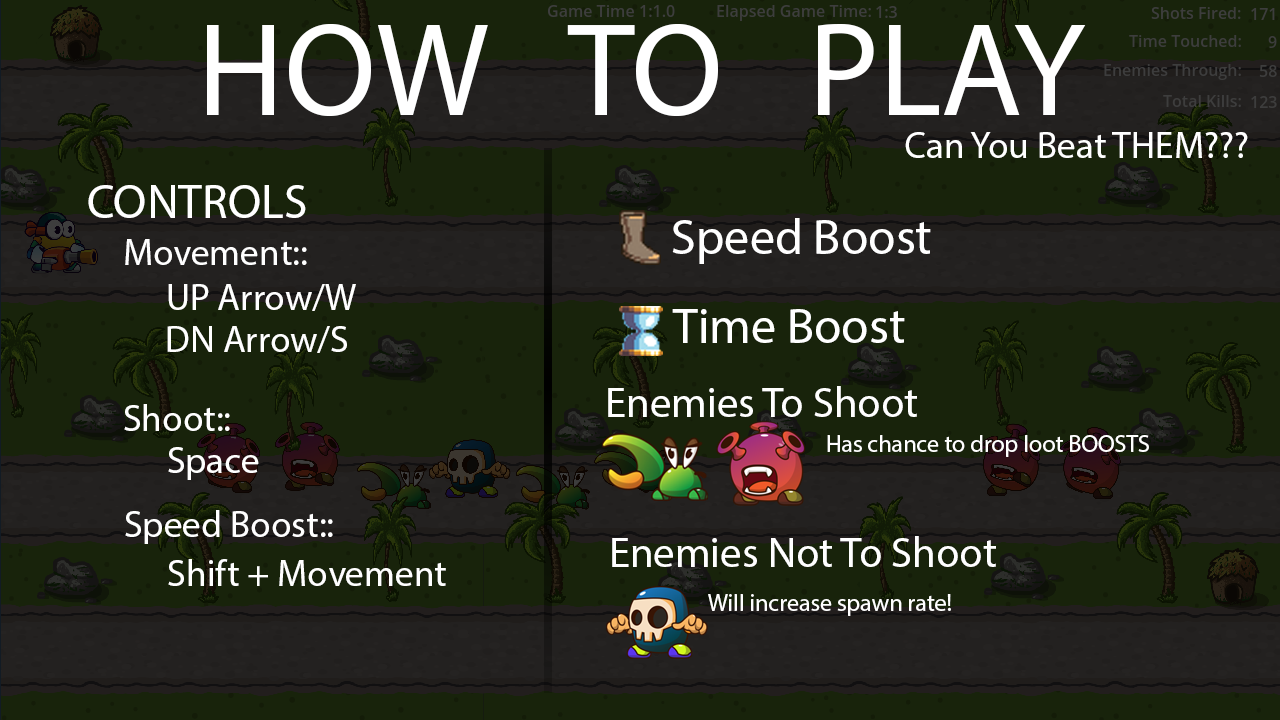 Game Time 1:1.0 Elapsed Game Time: 1:3
Shots Fired: 171
Time Touched: 9
Enemies Through: 58
Total Kills: 123
HOW TO PLAY
Can You Beat THEM???
CONTROLS
Movement::
UP Arrow/W
DN Arrow/S
Shoot::
Space
Speed Boost::
Shift + Movement
Speed Boost
Time Boost
Enemies To Shoot
Has chance to drop loot BOOSTS
Enemies Not To Shoot
Will increase spawn rate!